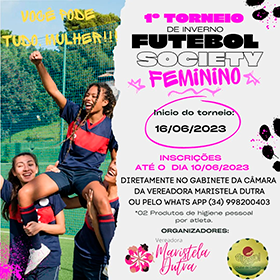 VOCÊ PODE
TUDO MULHER!!!
1º TORNEIO
DE INVERNO
FUTEBOL
SOCIETY
FEMININO
Inicio do torneio:
16/06/2023
INSCRIÇÕES
ATÉ O DIA 10/06/2023
DIRETAMENTE NO GABINETE DA CÂMARA
DA VEREADORA MARISTELA DUTRA
OU PELO WHATS APP (34) 998200403
*02 Produtos de higiene pessoal
por atleta.
ORGANIZADORES:
Vereadora
Maristela
Dutra